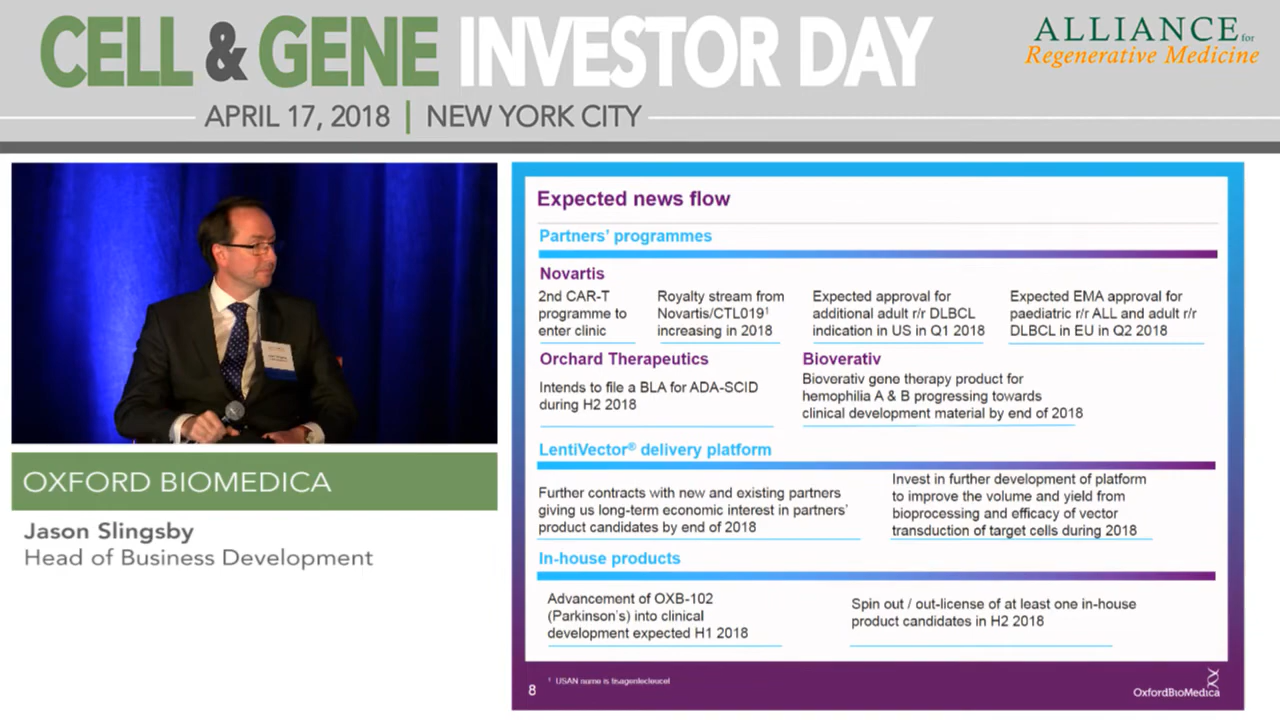 CELL & GENE INVESTOR DAY
APRIL 17, 2018 | NEW YORK CITY
ALLIANCE for
Regenerative Medicine
OXFORD BIOMEDICA
Jason Slingsby
Head of Business Development
Expected news flow
Partners’ programmes
Novartis
2nd CAR-T
programme to
enter clinic
Royalty stream from
Novartis/CTL019¹
increasing in 2018
Expected approval for
additional adult r/r DLBCL
indication in US in Q1 2018
Expected EMA approval for
paediatric r/r ALL and adult r/r
DLBCL in EU in Q2 2018
Orchard Therapeutics
Intends to file a BLA for ADA-SCID
during H2 2018
Bioverativ
Bioverativ gene therapy product for
hemophilia A & B progressing towards
clinical development material by end of 2018
LentiVector® delivery platform
Further contracts with new and existing partners
giving us long-term economic interest in partners’
product candidates by end of 2018
Invest in further development of platform
to improve the volume and yield from
bioprocessing and efficacy of vector
transduction of target cells during 2018
In-house products
Advancement of OXB-102
(Parkinson’s) into clinical
development expected H1 2018
Spin out / out-license of at least one in-house
product candidates in H2 2018
8
¹ USAN name is tisagenlecleucel
OxfordBioMedica